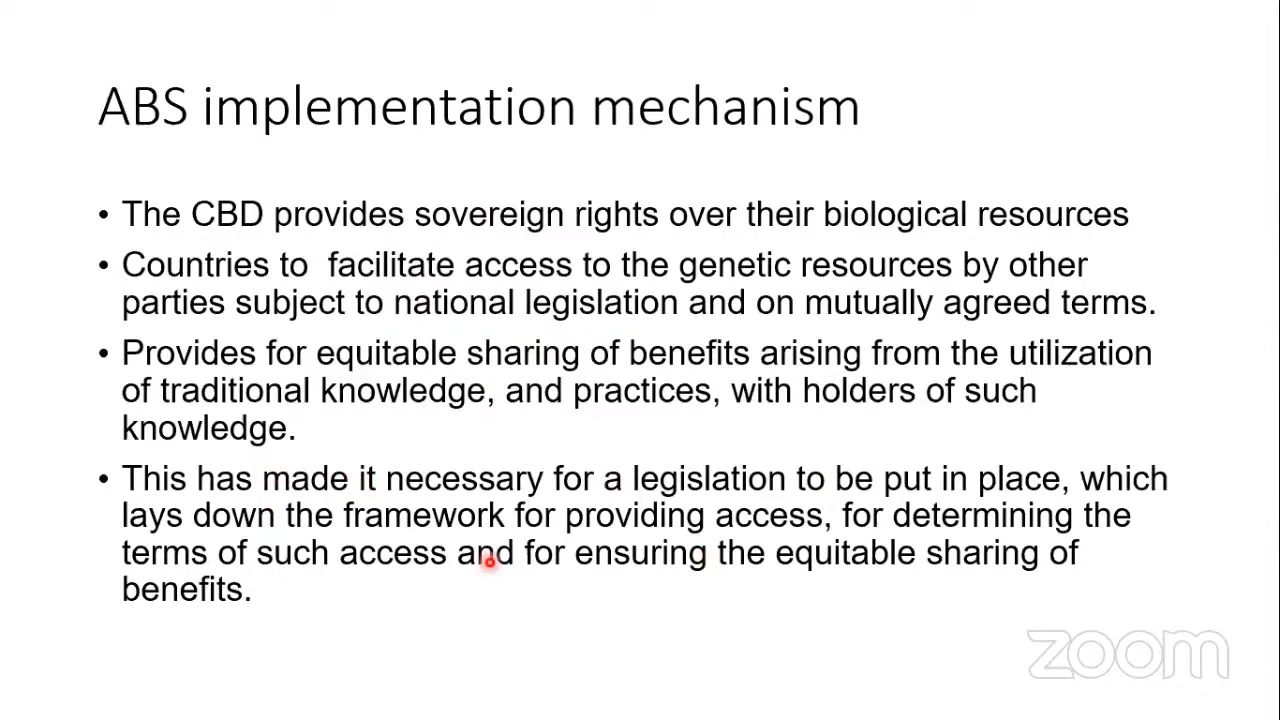 ABS implementation mechanism
• The CBD provides sovereign rights over their biological resources
• Countries to  facilitate access to the genetic resources by other
parties subject to national legislation and on mutually agreed terms.
• Provides for equitable sharing of benefits arising from the utilization
of traditional knowledge, and practices, with holders of such
knowledge.
• This has made it necessary for a legislation to be put in place, which
lays down the framework for providing access, for determining the
terms of such access and for ensuring the equitable sharing of
benefits.
zoom